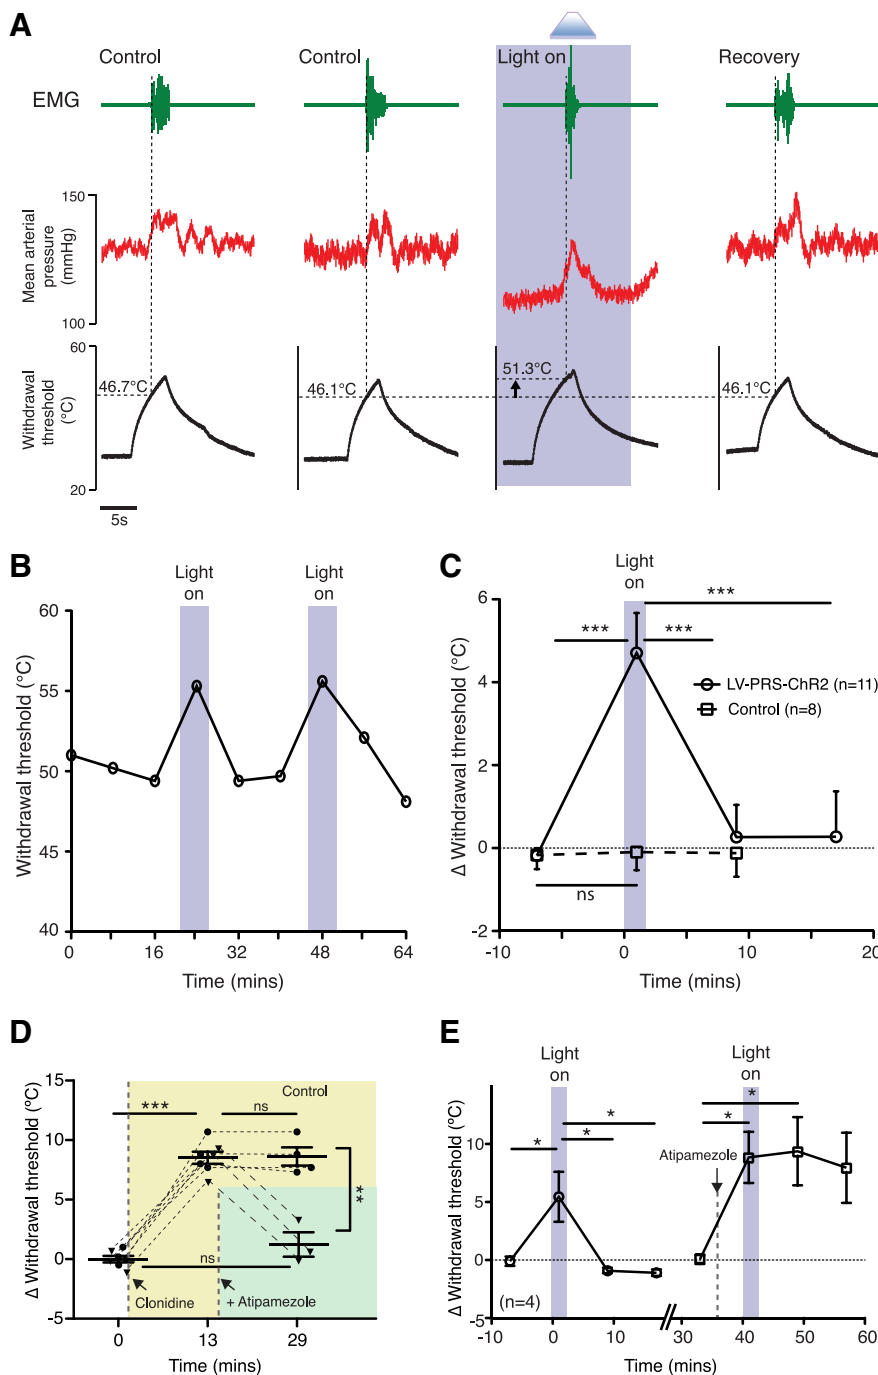 A
Control
Control
Light on
Recovery
EMG
150
Mean arterial
pressure
(mmHg)
100
60
Withdrawal
threshold
(°C)
20
46.7°C
46.1°C
51.3°C
46.1°C
5s
B
Light
on
Light
on
60
55
50
45
40
Withdrawal threshold (°C)
0
16
32
48
64
Time (mins)
C
Light
on
***
***
***
6
4
2
0
-2
Δ Withdrawal threshold (°C)
LV-PRS-ChR2 (n=11)
Control (n=8)
ns
-10
0
10
20
Time (mins)
D
15
10
5
0
-5
Δ Withdrawal threshold (°C)
Control
***
ns
**
ns
Clonidine
+ Atipamezole
0
13
29
Time (mins)
E
Light
on
Light
on
15
10
5
0
-5
Δ Withdrawal threshold (°C)
*
*
*
*
*
Atipamezole
(n=4)
-10
0
10
30
40
50
60
Time (mins)